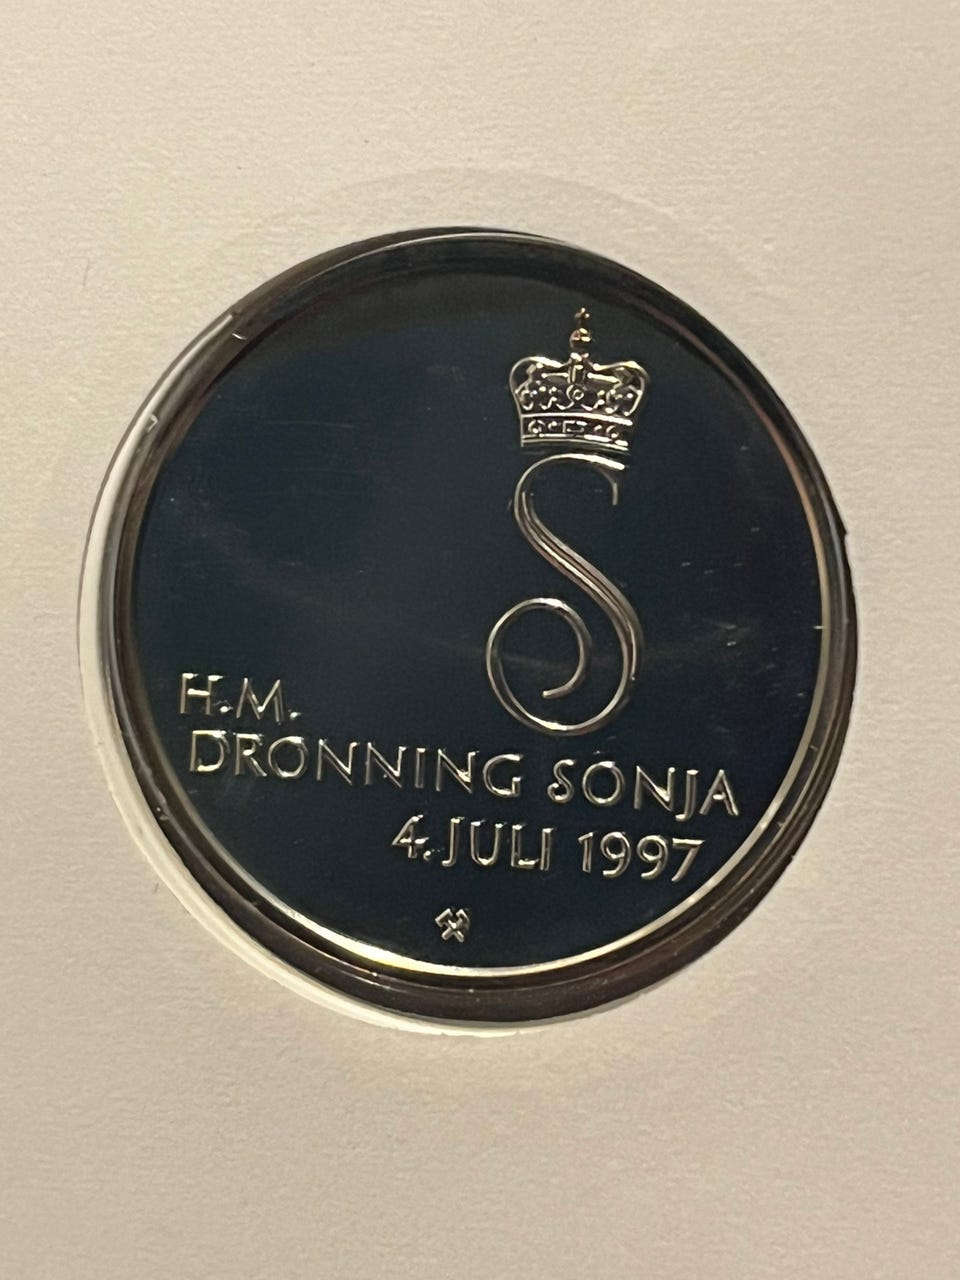 S
H.M.
DRONNING SONJA
4. JULI 1997